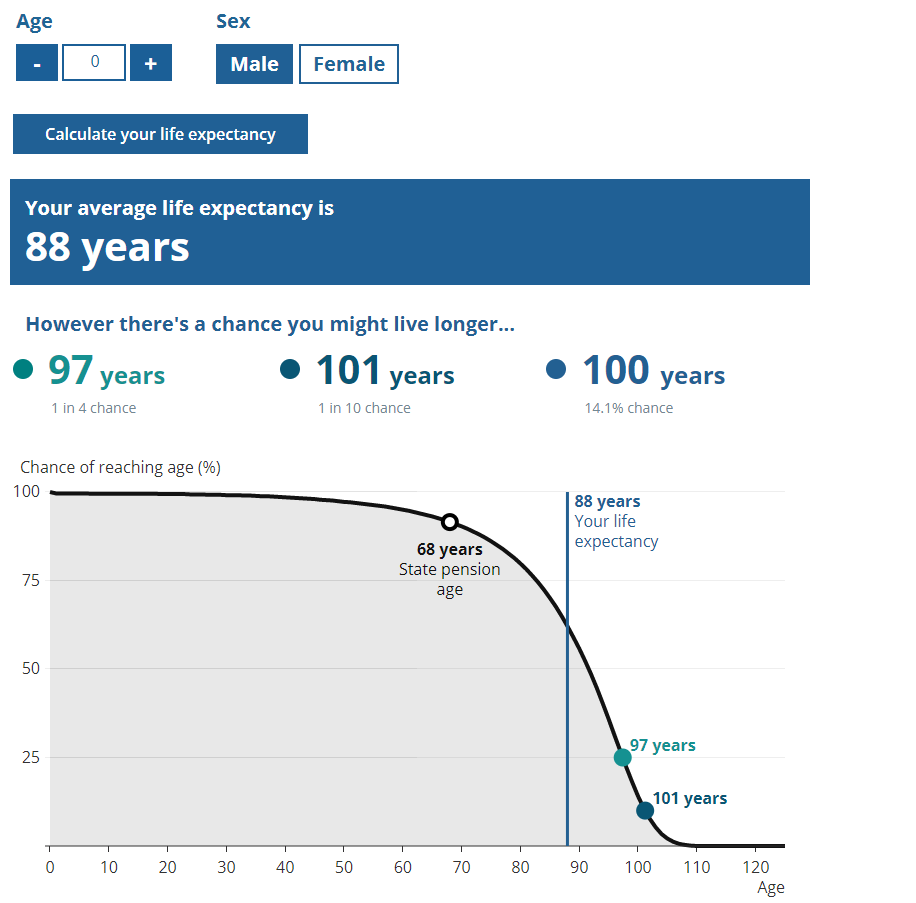 Age
Sex
-
0
+
Male
Female
Calculate your life expectancy
Your average life expectancy is
88 years
However there's a chance you might live longer...
97 years
101 years
100 years
1 in 4 chance
1 in 10 chance
14.1% chance
Chance of reaching age (%)
100
75
50
25
88 years
Your life
expectancy
68 years
State pension
age
97 years
101 years
0 10 20 30 40 50 60 70 80 90 100 110 120
Age